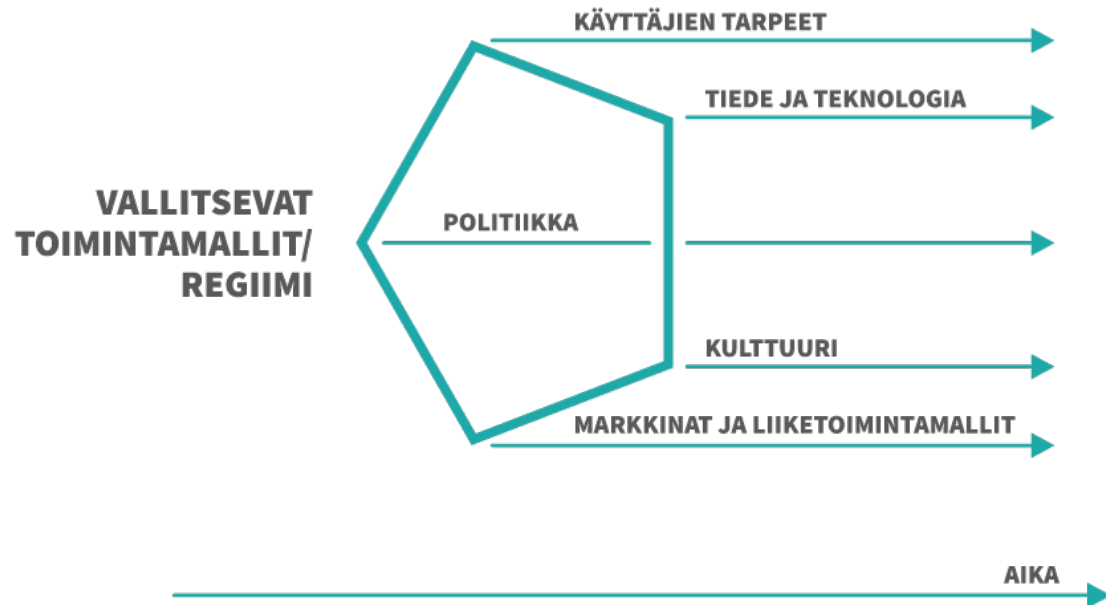 KÄYTTÄJIEN TARPEET
TIEDE JA TEKNOLOGIA
VALLITSEVAT
TOIMINTAMALLIT/
REGIIMI
POLITIIKKA
KULTTUURI
MARKKINAT JA LIIKETOIMINTAMALLIT
AIKA